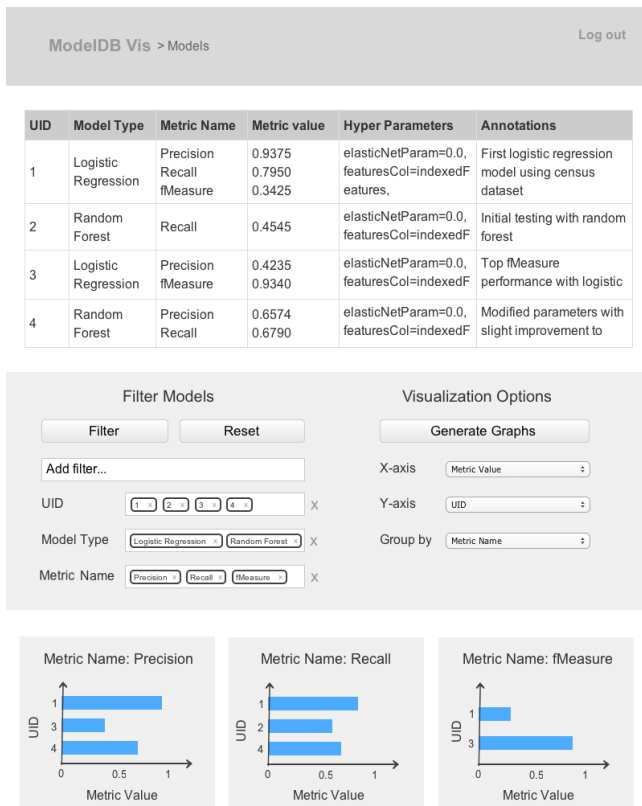 ModelDB Vis > Models
Log out
UID Model Type Metric Name Metric value Hyper Parameters Annotations
1
Logistic
Regression
Precision
Recall
fMeasure
0.9375
0.7950
0.3425
elasticNetParam=0.0,
featuresCol=indexedF
eatures,
First logistic regression
model using census
dataset
2
Random
Forest
Recall
0.4545
elasticNetParam=0.0,
featuresCol=indexedF
Initial testing with random
forest
3
Logistic
Regression
Precision
fMeasure
0.4235
0.9340
elasticNetParam=0.0,
featuresCol=indexedF
Top fMeasure
performance with logistic
4
Random
Forest
Precision
Recall
0.6574
0.6790
elasticNetParam=0.0,
featuresCol=indexedF
Modified parameters with
slight improvement to
Filter Models
Filter Reset
Add filter...
UID 1 x 2 x 3 x 4 x X
Model Type Logistic Regression x Random Forest x X
Metric Name Precision x Recall x fMeasure x X
Visualization Options
Generate Graphs
X-axis Metric Value
Y-axis UID
Group by Metric Name
Metric Name: Precision
UID
1
3
4
0 0.5 1
Metric Value
Metric Name: Recall
UID
1
2
4
0 0.5 1
Metric Value
Metric Name: fMeasure
UID
1
3
0 0.5 1
Metric Value